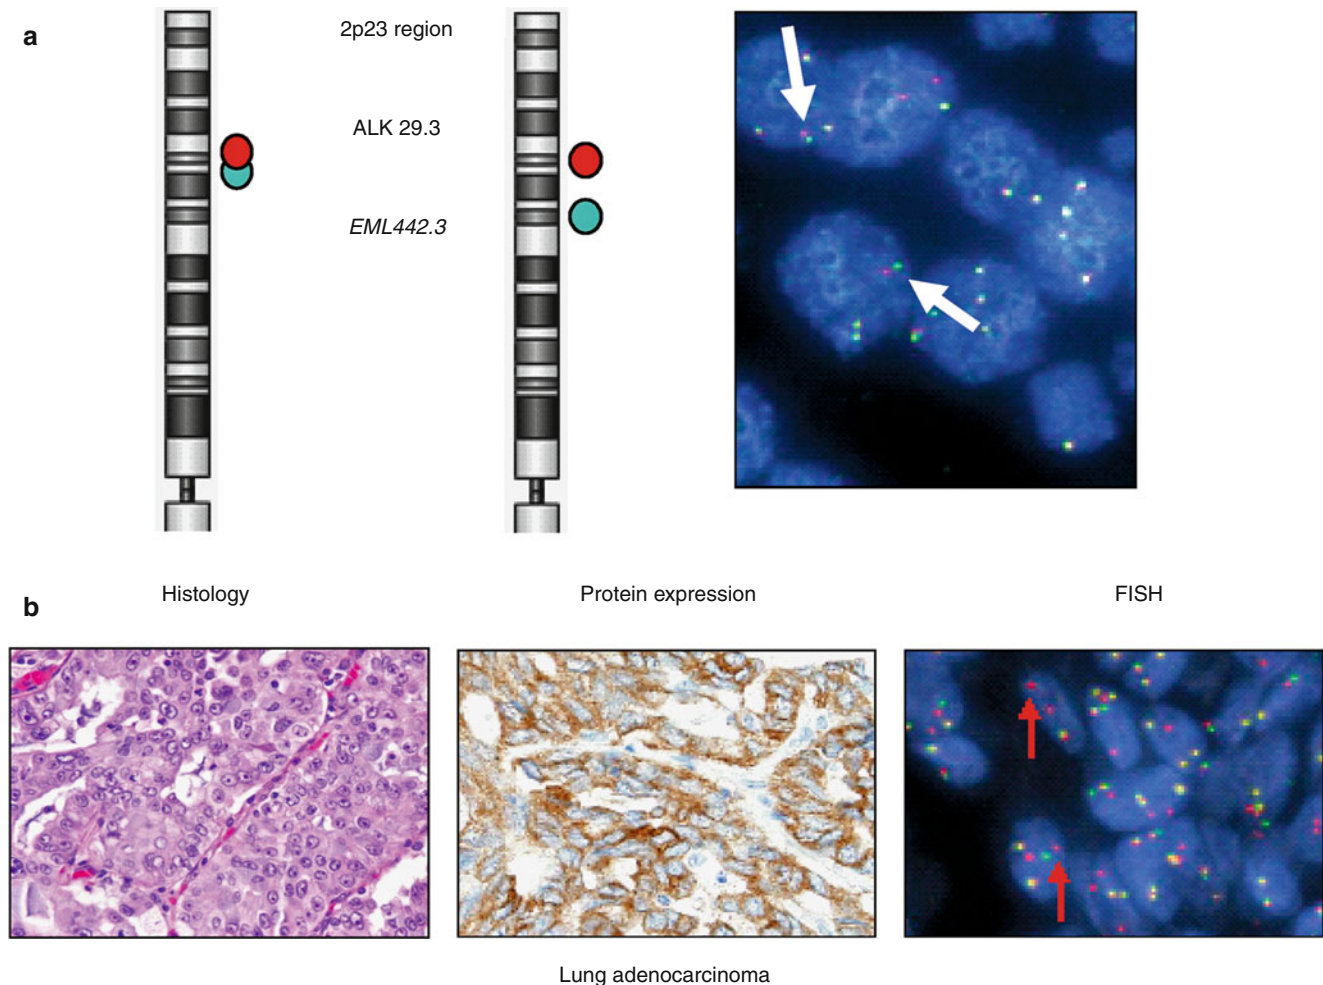 a
2p23 region
ALK 29.3
EML442.3
b
Histology
Protein expression
FISH
Lung adenocarcinoma